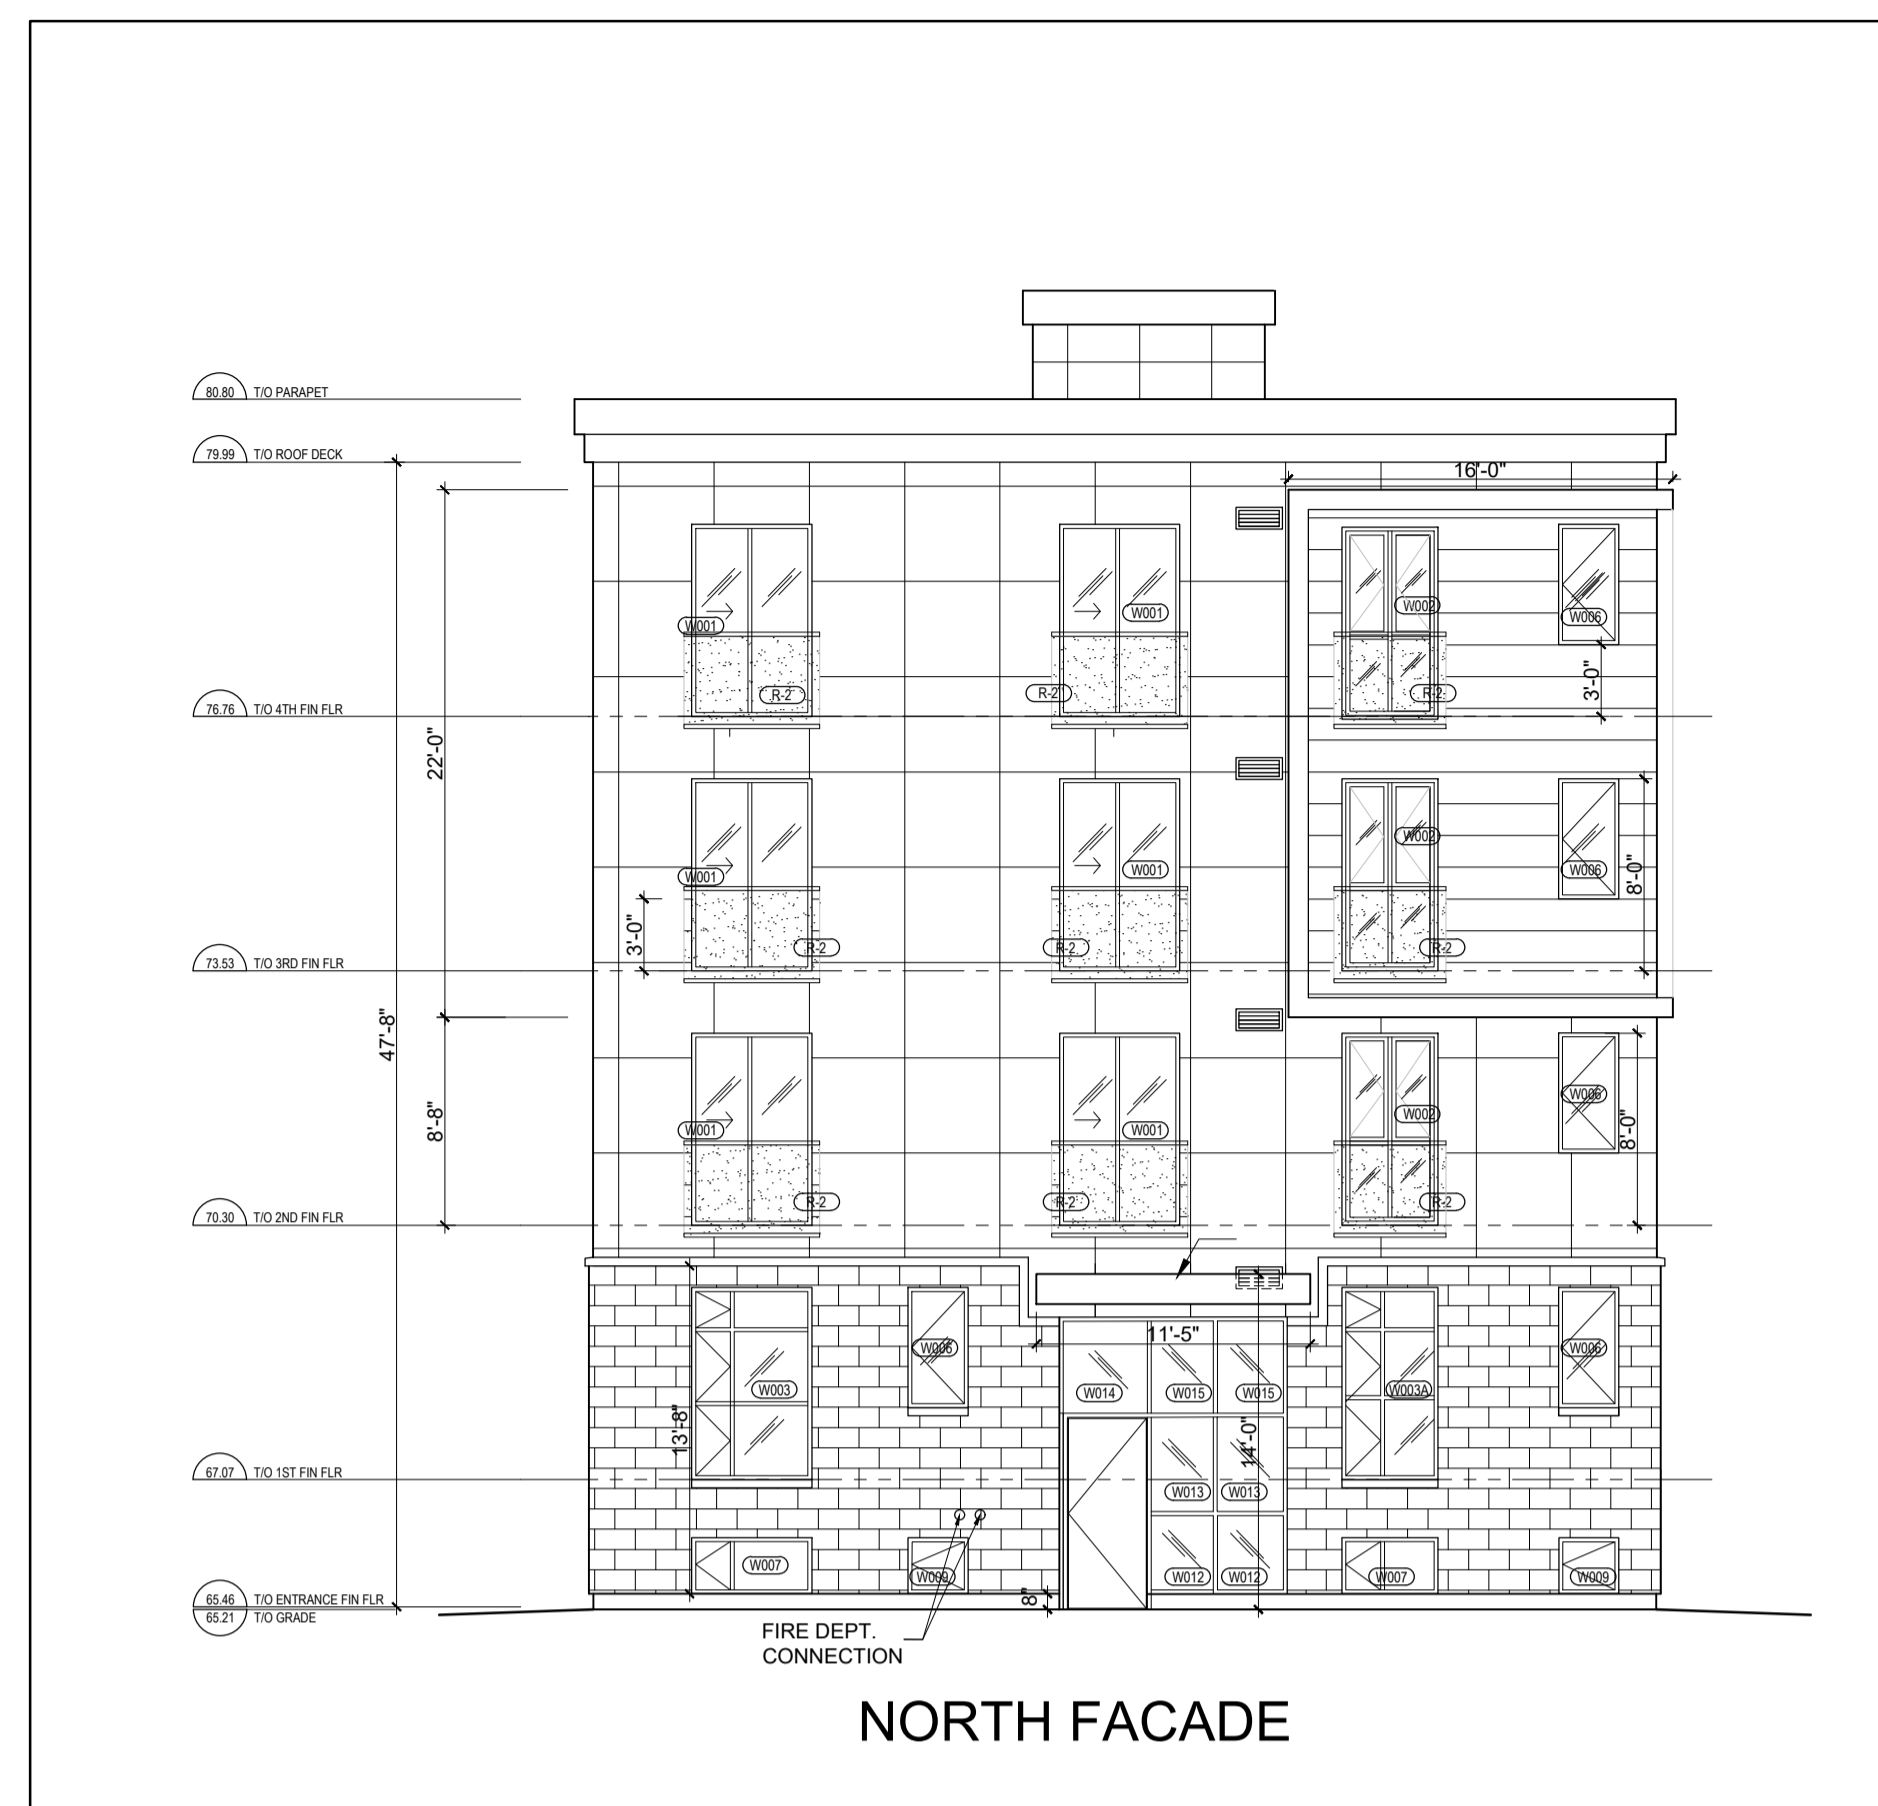 80.80 T/O PARAPET
79.99 T/O ROOF DECK
16'-0"
W001
W001
W002
W006
R-2
R-2
R-2
3'-0"
76.76 T/O 4TH FIN FLR
22'-0"
W001
W001
W002
W006
8'-0"
3'-0"
R-2
R-2
R-2
73.53 T/O 3RD FIN FLR
47'-8"
8'-8"
W001
W001
W002
W006
8'-0"
R-2
R-2
R-2
70.30 T/O 2ND FIN FLR
11'-5"
W003
W006
W014
W015
W015
W003A
W006
13'-8"
14'-0"
67.07 T/O 1ST FIN FLR
W013
W013
W007
W009
W012
W012
W007
W009
8"
65.46 T/O ENTRANCE FIN FLR
65.21 T/O GRADE
FIRE DEPT.
CONNECTION
NORTH FACADE